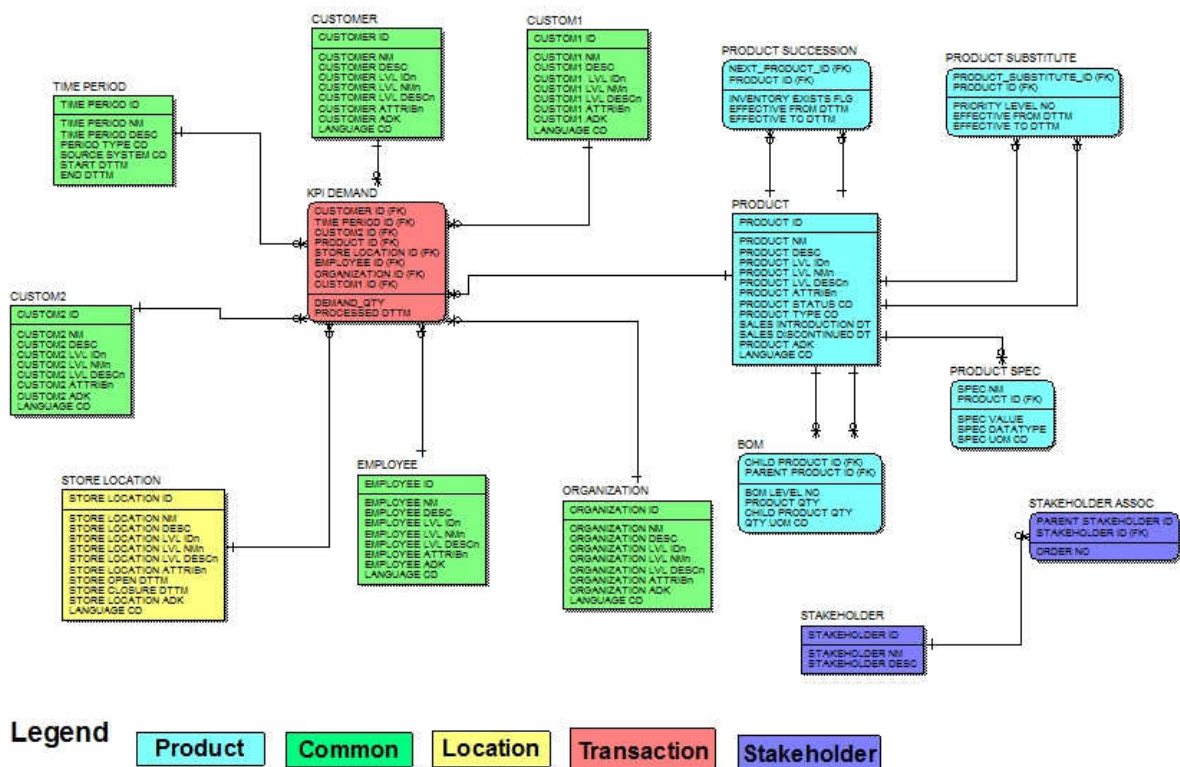 CUSTOMER
CUSTOMER ID
CUSTOMER NM
CUSTOMER DESC
CUSTOMER LVL IDn
CUSTOMER LVL NMn
CUSTOMER LVL DESCn
CUSTOMER ATTRIBn
CUSTOMER ADK
LANGUAGE CD
CUSTOM1
CUSTOM1 ID
CUSTOM1 NM
CUSTOM1 DESC
CUSTOM1 LVL IDn
CUSTOM1 LVL NMn
CUSTOM1 LVL DESCn
CUSTOM1 ATTRIBn
CUSTOM1 ADK
LANGUAGE CD
PRODUCT SUCCESSION
NEXT_PRODUCT_ID (FK)
PRODUCT ID (FK)
INVENTORY EXISTS FLG
EFFECTIVE FROM DTTM
EFFECTIVE TO DTTM
PRODUCT SUBSTITUTE
PRODUCT_SUBSTITUTE_ID (FK)
PRODUCT ID (FK)
PRIORITY LEVEL NO
EFFECTIVE FROM DTTM
EFFECTIVE TO DTTM
TIME PERIOD
TIME PERIOD ID
TIME PERIOD NM
TIME PERIOD DESC
PERIOD TYPE CD
SOURCE SYSTEM CD
START DTTM
END DTTM
KPI DEMAND
CUSTOMER ID (FK)
TIME PERIOD ID (FK)
CUSTOM2 ID (FK)
PRODUCT ID (FK)
STORE LOCATION ID (FK)
EMPLOYEE ID (FK)
ORGANIZATION ID (FK)
CUSTOM1 ID (FK)
DEMAND_QTY
PROCESSED DTTM
PRODUCT
PRODUCT ID
PRODUCT NM
PRODUCT DESC
PRODUCT LVL IDn
PRODUCT LVL NMn
PRODUCT LVL DESCn
PRODUCT ATTRIBn
PRODUCT STATUS CD
PRODUCT TYPE CD
SALES INTRODUCTION DT
SALES DISCONTINUED DT
PRODUCT ADK
LANGUAGE CD
CUSTOM2
CUSTOM2 ID
CUSTOM2 NM
CUSTOM2 DESC
CUSTOM2 LVL IDn
CUSTOM2 LVL NMn
CUSTOM2 LVL DESCn
CUSTOM2 ATTRIBn
CUSTOM2 ADK
LANGUAGE CD
PRODUCT SPEC
SPEC NM
PRODUCT ID (FK)
SPEC VALUE
SPEC DATATYPE
SPEC UOM CD
BOM
CHILD PRODUCT ID (FK)
PARENT PRODUCT ID (FK)
BOM LEVEL NO
PRODUCT QTY
CHILD PRODUCT QTY
QTY UOM CD
STORE LOCATION
STORE LOCATION ID
STORE LOCATION NM
STORE LOCATION DESC
STORE LOCATION LVL IDn
STORE LOCATION LVL NMn
STORE LOCATION LVL DESCn
STORE LOCATION ATTRIBn
STORE OPEN DTTM
STORE CLOSURE DTTM
STORE LOCATION ADK
LANGUAGE CD
EMPLOYEE
EMPLOYEE ID
EMPLOYEE NM
EMPLOYEE DESC
EMPLOYEE LVL IDn
EMPLOYEE LVL NMn
EMPLOYEE LVL DESCn
EMPLOYEE ATTRIBn
EMPLOYEE ADK
LANGUAGE CD
ORGANIZATION
ORGANIZATION ID
ORGANIZATION NM
ORGANIZATION DESC
ORGANIZATION LVL IDn
ORGANIZATION LVL NMn
ORGANIZATION LVL DESCn
ORGANIZATION ATTRIBn
ORGANIZATION ADK
LANGUAGE CD
STAKEHOLDER ASSOC
PARENT STAKEHOLDER ID
STAKEHOLDER ID (FK)
ORDER NO
STAKEHOLDER
STAKEHOLDER ID
STAKEHOLDER NM
STAKEHOLDER DESC
Legend
Product
Common
Location
Transaction
Stakeholder